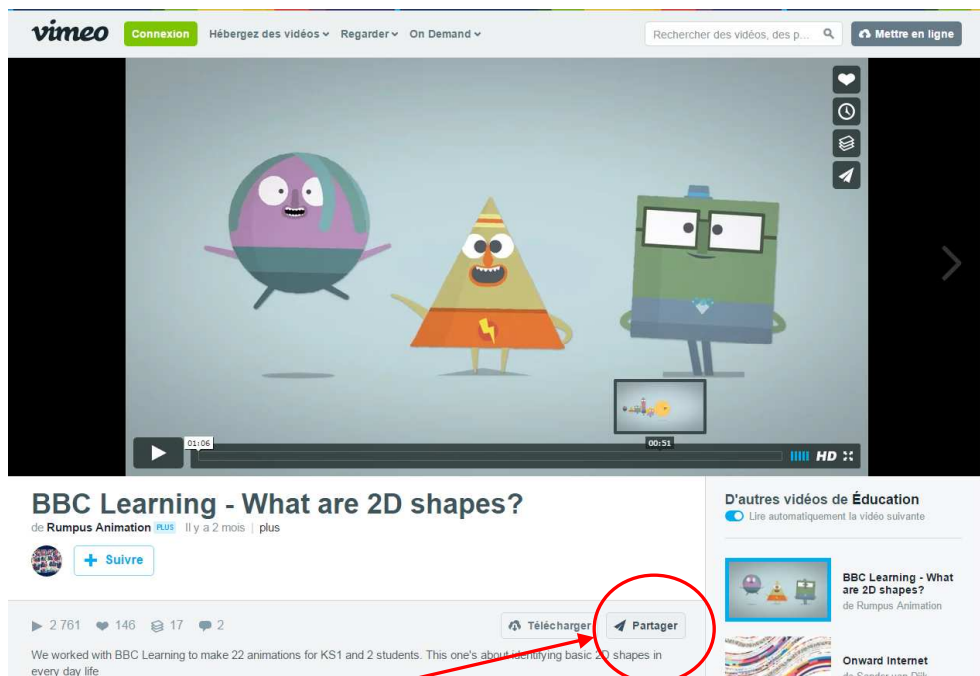 vimeo Connexion Hébergez des vidéos Regarder On Demand Rechercher des vidéos, des p... Mettre en ligne
01:06 00:51
HD
BBC Learning - What are 2D shapes?
de Rumpus Animation PLUS Il y a 2 mois | plus
+ Suivre
2 761 146 17 2 Télécharger Partager
We worked with BBC Learning to make 22 animations for KS1 and 2 students. This one's about identifying basic 2D shapes in
every day life
D'autres vidéos de Éducation
Lire automatiquement la vidéo suivante
BBC Learning - What
are 2D shapes?
de Rumpus Animation
Onward Internet
de Sander van Dijk